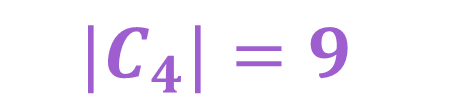 |C₄| = 9